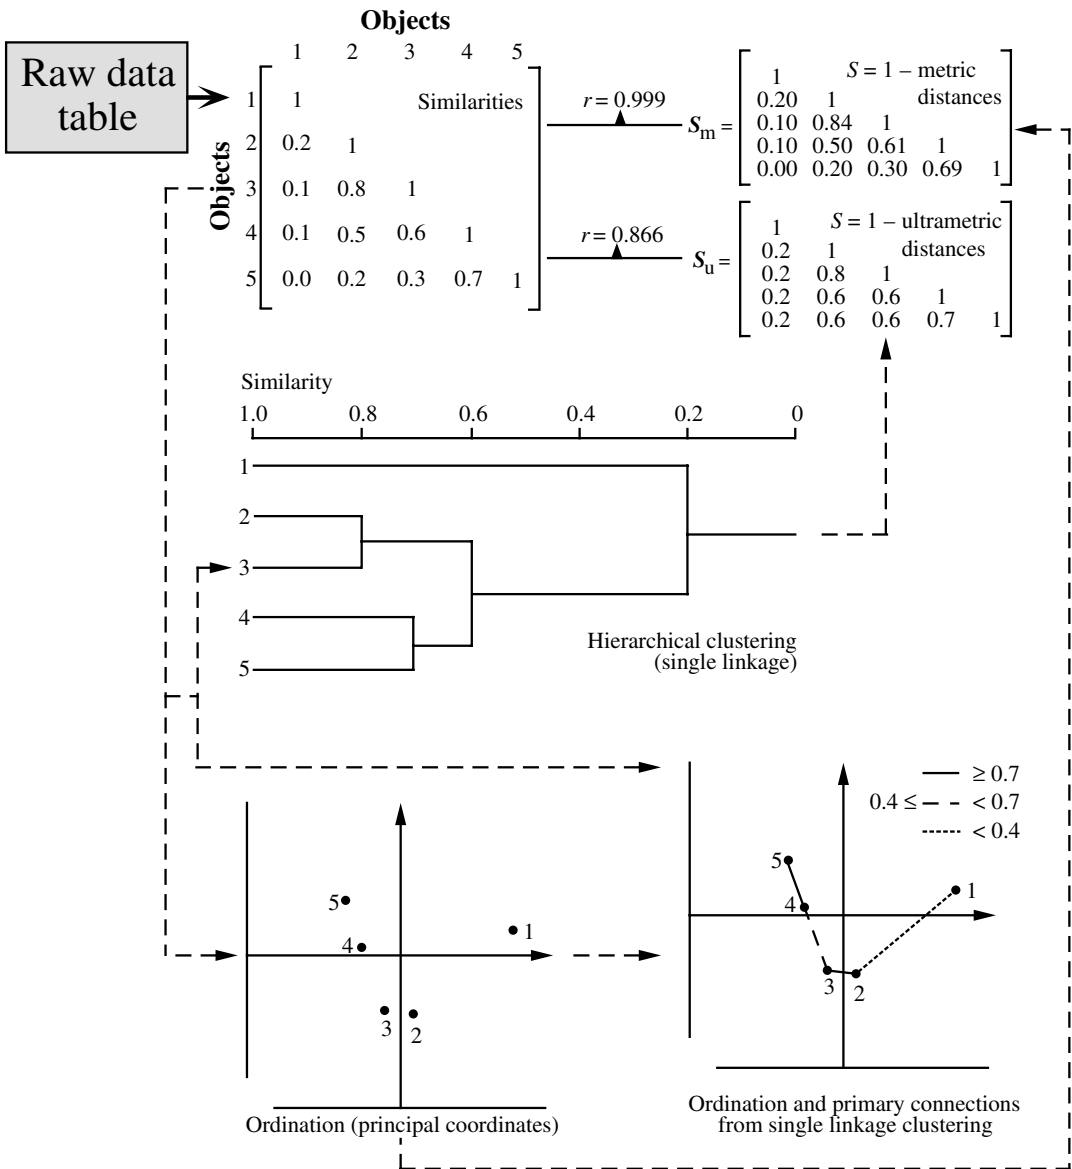 Objects
Raw data
table
Objects
1 2 3 4 5
1 1
2 0.2 1
3 0.1 0.8 1
4 0.1 0.5 0.6 1
5 0.0 0.2 0.3 0.7 1
Similarities
r = 0.999
S_m =
1
0.20 1
0.10 0.84 1
0.10 0.50 0.61 1
0.00 0.20 0.30 0.69 1
S = 1 – metric
distances
r = 0.866
S_u =
1
0.2 1
0.2 0.8 1
0.2 0.6 0.6 1
0.2 0.6 0.6 0.7 1
S = 1 – ultrametric
distances
Similarity
1.0 0.8 0.6 0.4 0.2 0
1
2
3
4
5
Hierarchical clustering
(single linkage)
5
4
1
3
2
Ordination (principal coordinates)
≥ 0.7
0.4 ≤ < 0.7
< 0.4
5
4
1
3
2
Ordination and primary connections
from single linkage clustering